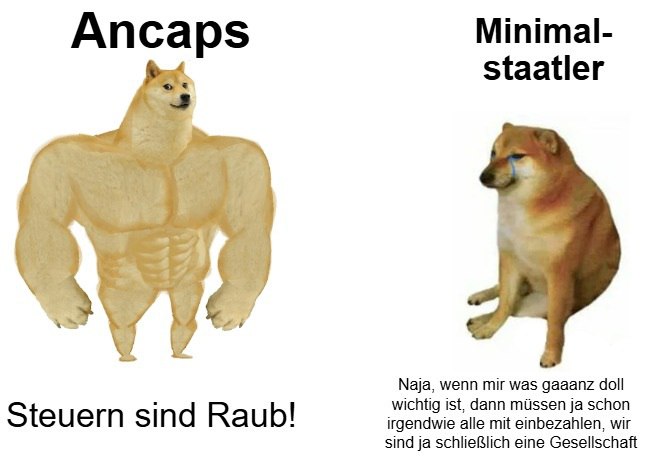 Ancaps
Steuern sind Raub!
Minimal-
staatler
Naja, wenn mir was gaaanz doll
wichtig ist, dann müssen ja schon
irgendwie alle mit einbezahlen, wir
sind ja schließlich eine Gesellschaft